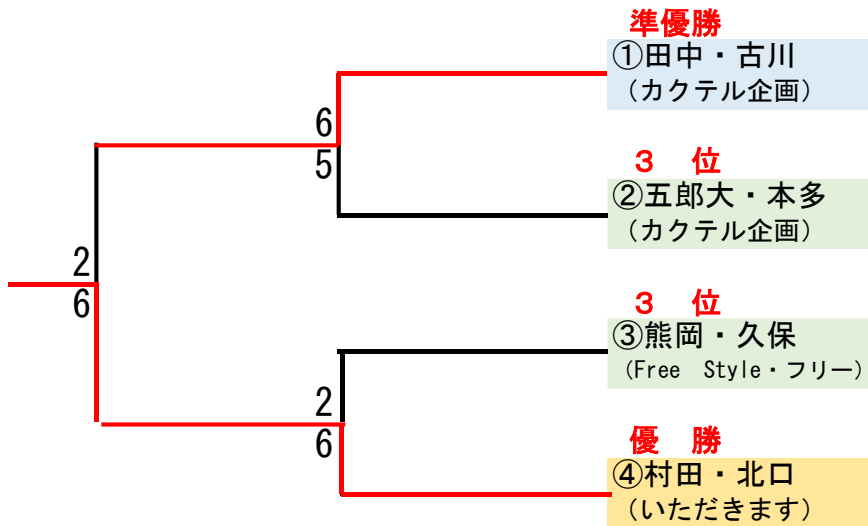 準優勝
①田中・古川
（カクテル企画）
6
5
３　位
②五郎大・本多
（カクテル企画）
2
6
３　位
③熊岡・久保
（Free　Style・フリー）
2
6
優　勝
④村田・北口
（いただきます）